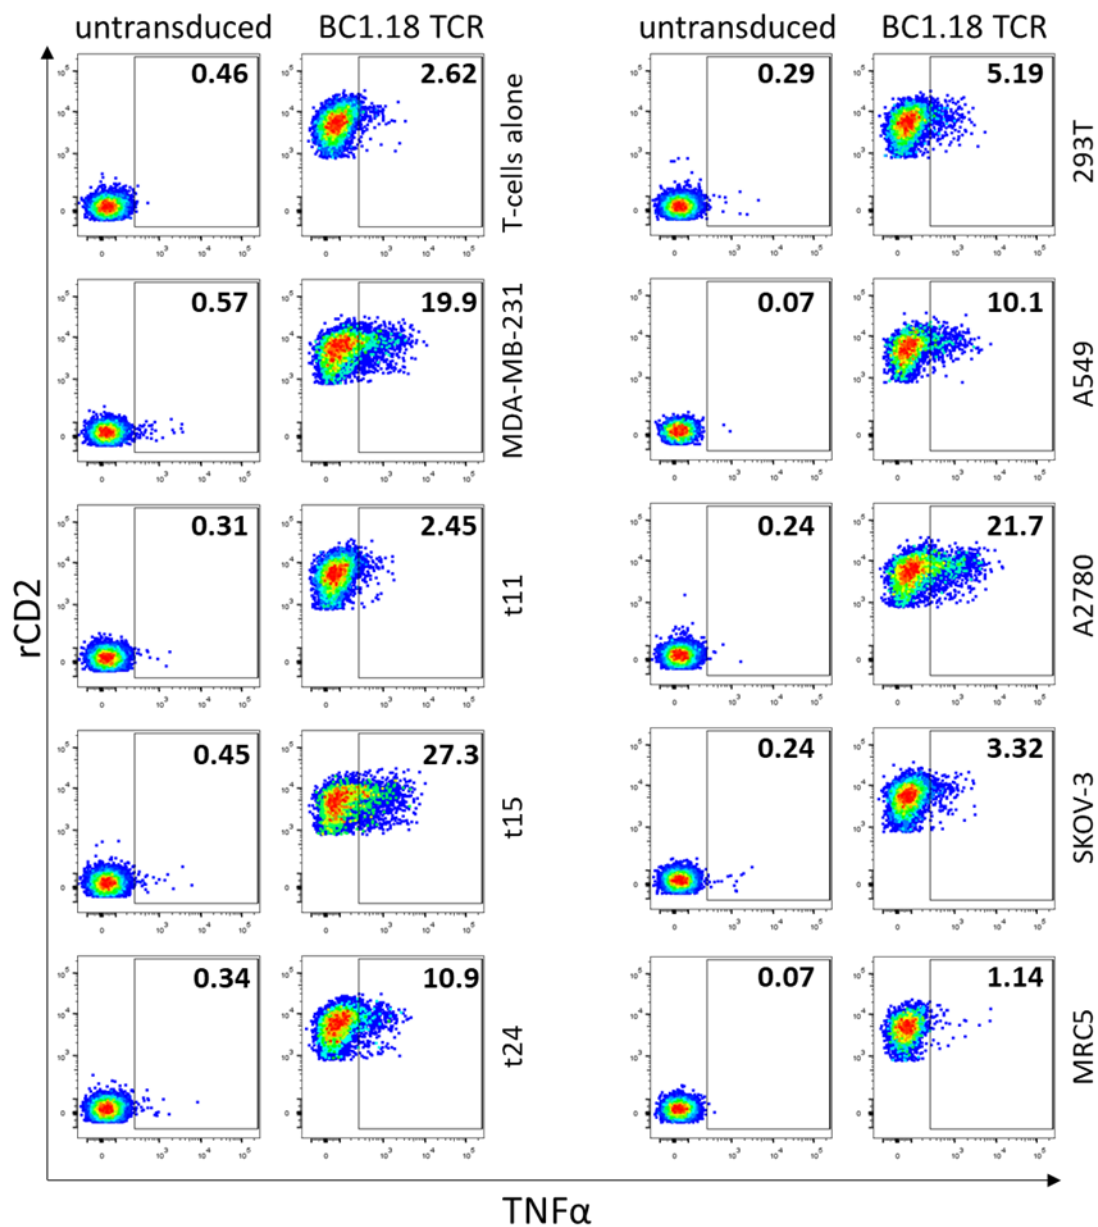 untransduced BC1.18 TCR untransduced BC1.18 TCR
0.46 2.62 T-cells alone 0.29 5.19 293T
0.57 19.9 MDA-MB-231 0.07 10.1 A549
0.31 2.45 t11 0.24 21.7 A2780
0.45 27.3 t15 0.24 3.32 SKOV-3
0.34 10.9 t24 0.07 1.14 MRC5
rCD2
TNFα